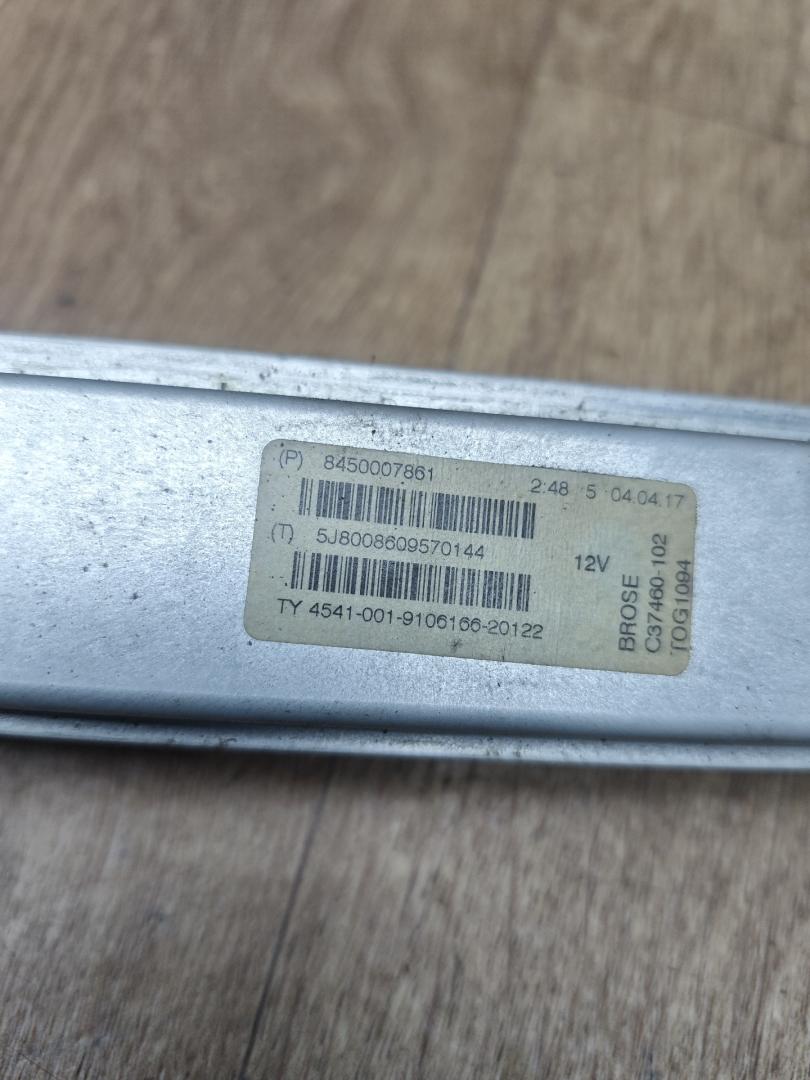 (P) 8450007861
2:48 5 04.04.17
(T) 5J8008609570144
12V
TY 4541-001-9106166-20122
BROSE
C37460-102
TOG1094